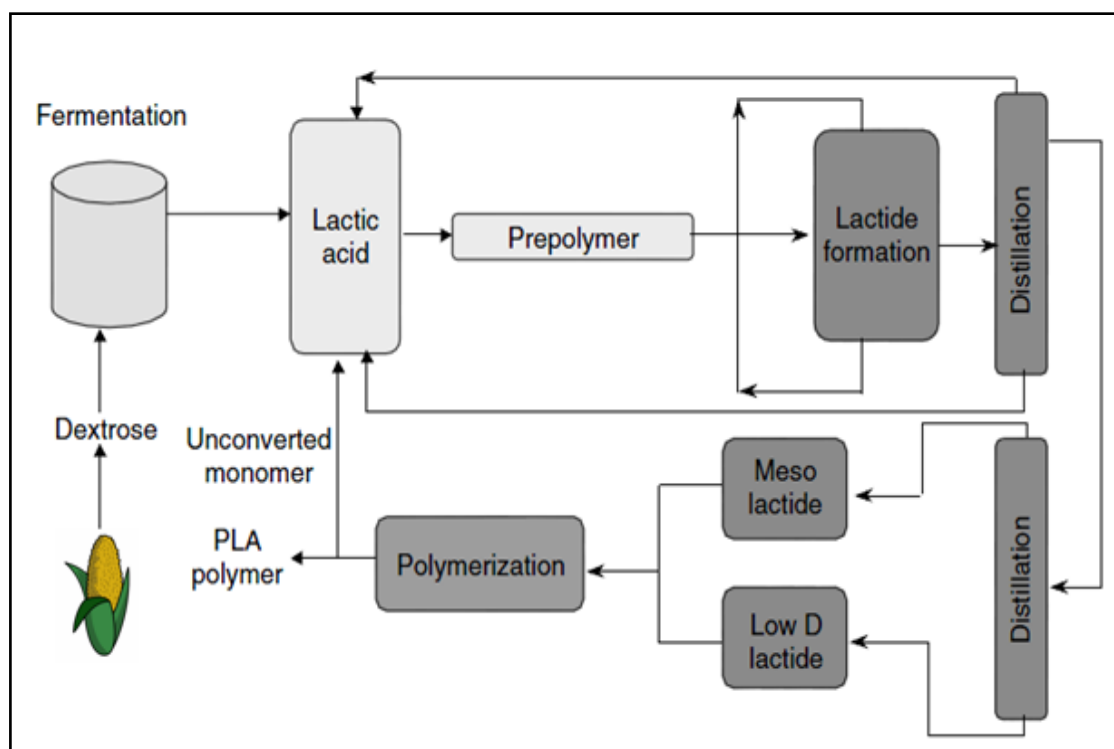 Fermentation
Lactic
acid
Prepolymer
Lactide
formation
Distillation
Dextrose
Unconverted
monomer
Meso
lactide
Distillation
PLA
polymer
Polymerization
Low D
lactide